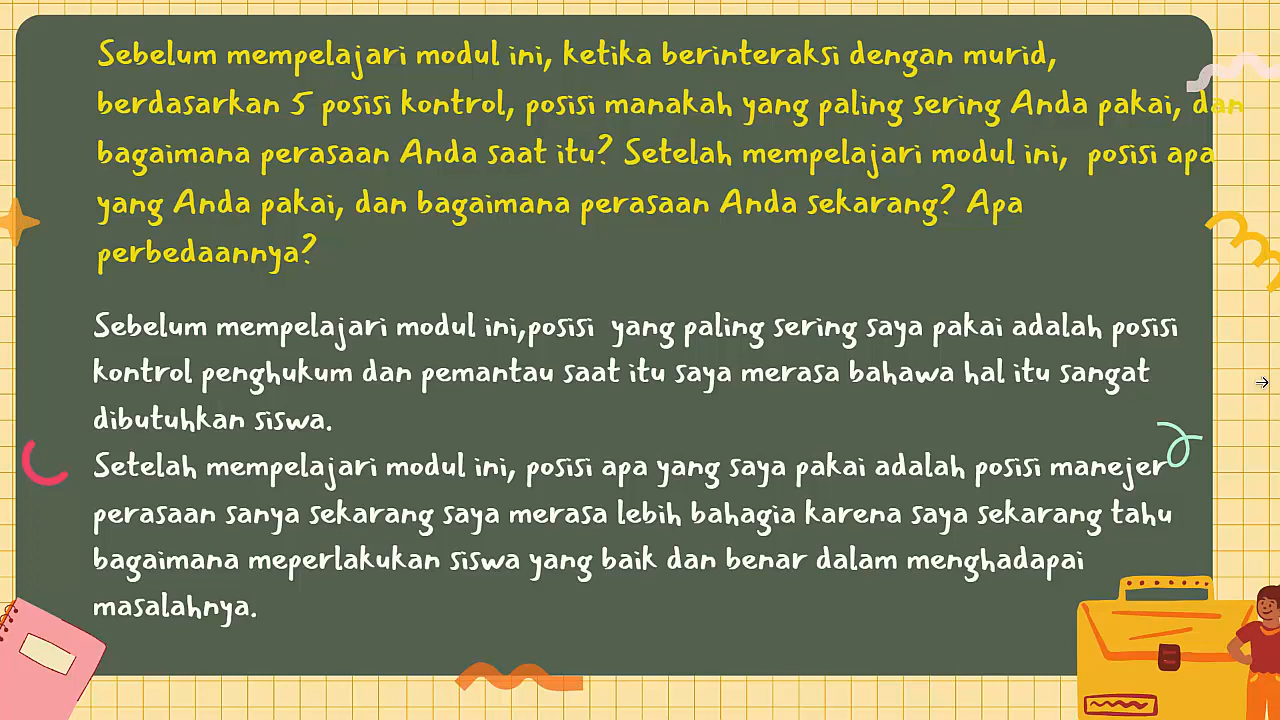 Sebelum mempelajari modul ini, ketika berinteraksi dengan murid,
berdasarkan 5 posisi kontrol, posisi manakah yang paling sering Anda pakai, dan
bagaimana perasaan Anda saat itu? Setelah mempelajari modul ini, posisi apa
yang Anda pakai, dan bagaimana perasaan Anda sekarang? Apa
perbedaannya?
Sebelum mempelajari modul ini,posisi yang paling sering saya pakai adalah posisi
kontrol penghukum dan pemantau saat itu saya merasa bahawa hal itu sangat
dibutuhkan siswa.
Setelah mempelajari modul ini, posisi apa yang saya pakai adalah posisi manejer
perasaan sanya sekarang saya merasa lebih bahagia karena saya sekarang tahu
bagaimana meperlakukan siswa yang baik dan benar dalam menghadapai
masalahnya.